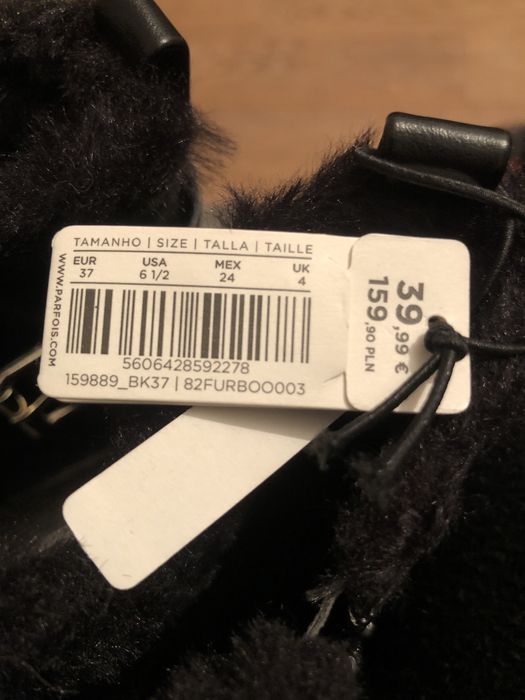 TAMANHO | SIZE | TALLA | TAILLE
EUR USA MEX UK
37 6 1/2 24 4
5606428592278
159889_BK37 | 82FURBOO003
WWW.PARFOIS.COM
39,99 €
159,90 PLN